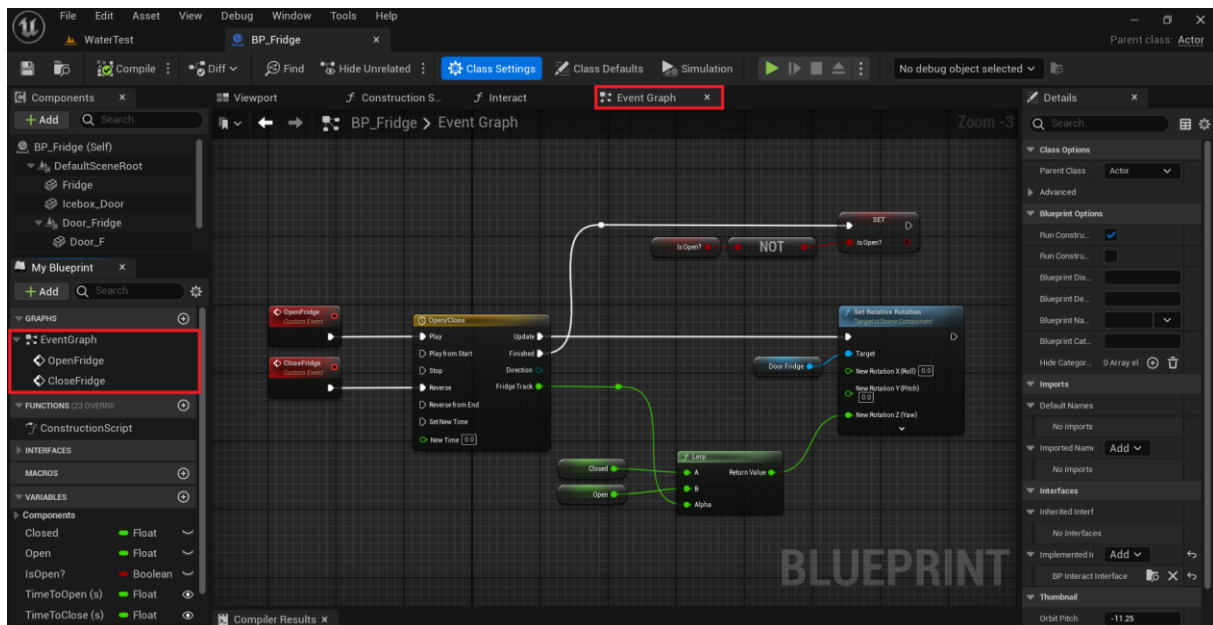 File Edit Asset View Debug Window Tools Help
WaterTest
BP_Fridge
Parent class: Actor
Compile
Diff
Find
Hide Unrelated
Class Settings
Class Defaults
Simulation
No debug object selected
Components
+ Add
Search
BP_Fridge (Self)
DefaultSceneRoot
Fridge
Icebox_Door
Door_Fridge
Door_F
My Blueprint
+ Add
Search
GRAPHS
EventGraph
OpenFridge
CloseFridge
FUNCTIONS (23 OVERRI
ConstructionScript
INTERFACES
MACROS
VARIABLES
Components
Closed Float
Open Float
IsOpen? Boolean
TimeToOpen (s) Float
TimeToClose (s) Float
Viewport
Construction S...
Interact
Event Graph
BP_Fridge > Event Graph
Zoom -3
Is Open?
NOT
SET
Is Open?
OpenFridge
Custom Event
CloseFridge
Custom Event
Open/Close
Play Update
Play from Start Finished
Stop Direction
Reverse Fridge Track
Reverse from End
Set New Time
New Time 0.0
Door Fridge
Set Relative Rotation
Target is Scene Component
Target
New Rotation X (Roll) 0.0
New Rotation Y (Pitch)
0.0
New Rotation Z (Yaw)
Closed
Open
Lerp
A Return Value
B
Alpha
BLUEPRINT
Compiler Results
Details
Search
Class Options
Parent Class Actor
Advanced
Blueprint Options
Run Constru...
Run Constru...
Blueprint Dis...
Blueprint De...
Blueprint Na...
Blueprint Cat...
Hide Categor... 0 Array el
Imports
Default Names
No Imports
Imported Name Add
No Imports
Interfaces
Inherited Interf
No Interfaces
Implemented In Add
BP Interact Interface
Thumbnail
Orbit Pitch -11.25